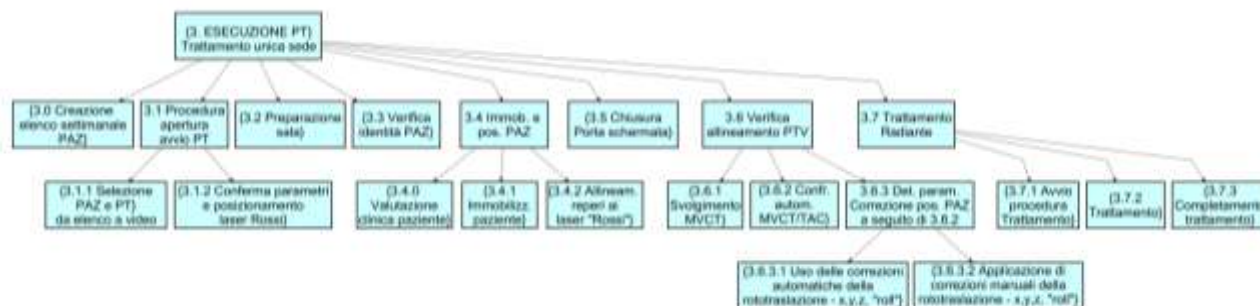 (3. ESECUZIONE PT)
Trattamento unica sede
(3.0 Creazione
elenco settimanale
PAZ)
3.1 Procedura
apertura
avvio PT
(3.2 Preparazione
sala)
(3.3 Verifica
identità PAZ)
3.4 Immob. e
pos. PAZ
(3.5 Chiusura
Porta schermata)
3.6 Verifica
allineamento PTV
3.7 Trattamento
Radiante
(3.1.1 Selezione
PAZ e PT)
da elenco a video
(3.1.2 Conferma parametri
e posizionamento
laser Rossi)
(3.4.0
Valutazione
clinica paziente)
(3.4.1
Immobilizz.
paziente)
(3.4.2 Allineam.
reperi ai
laser "Rossi")
(3.6.1
Svolgimento
MVCT)
(3.6.2 Confr.
autom.
MVCT/TAC)
3.6.3 Det. param.
Correzione pos. PAZ
a seguito di 3.6.2
(3.7.1 Avvio
procedura
Trattamento)
(3.7.2
Trattamento)
(3.7.3
Completamento
trattamento)
(3.6.3.1 Uso delle correzioni
automatiche della
rototraslazione - x,y,z, "roll")
(3.6.3.2 Applicazione di
correzioni manuali della
rototraslazione - x,y,z, "roll")